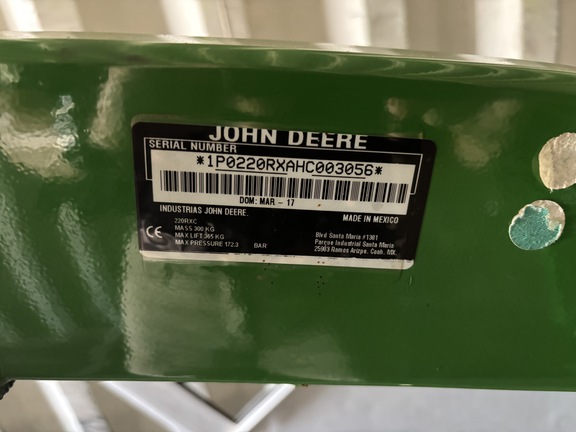 JOHN DEERE
SERIAL NUMBER
*1P0220RXAHC003056*
DOM: MAR - 17
INDUSTRIAS JOHN DEERE.
MADE IN MEXICO
220RXC
MASS 300 KG
MAX LIFT 365 KG
MAX PRESSURE 172.3 BAR
CE
Blvd Santa Maria #1381
Parque Industrial Santa Maria
25903 Ramos Arizpe. Coah, MX.